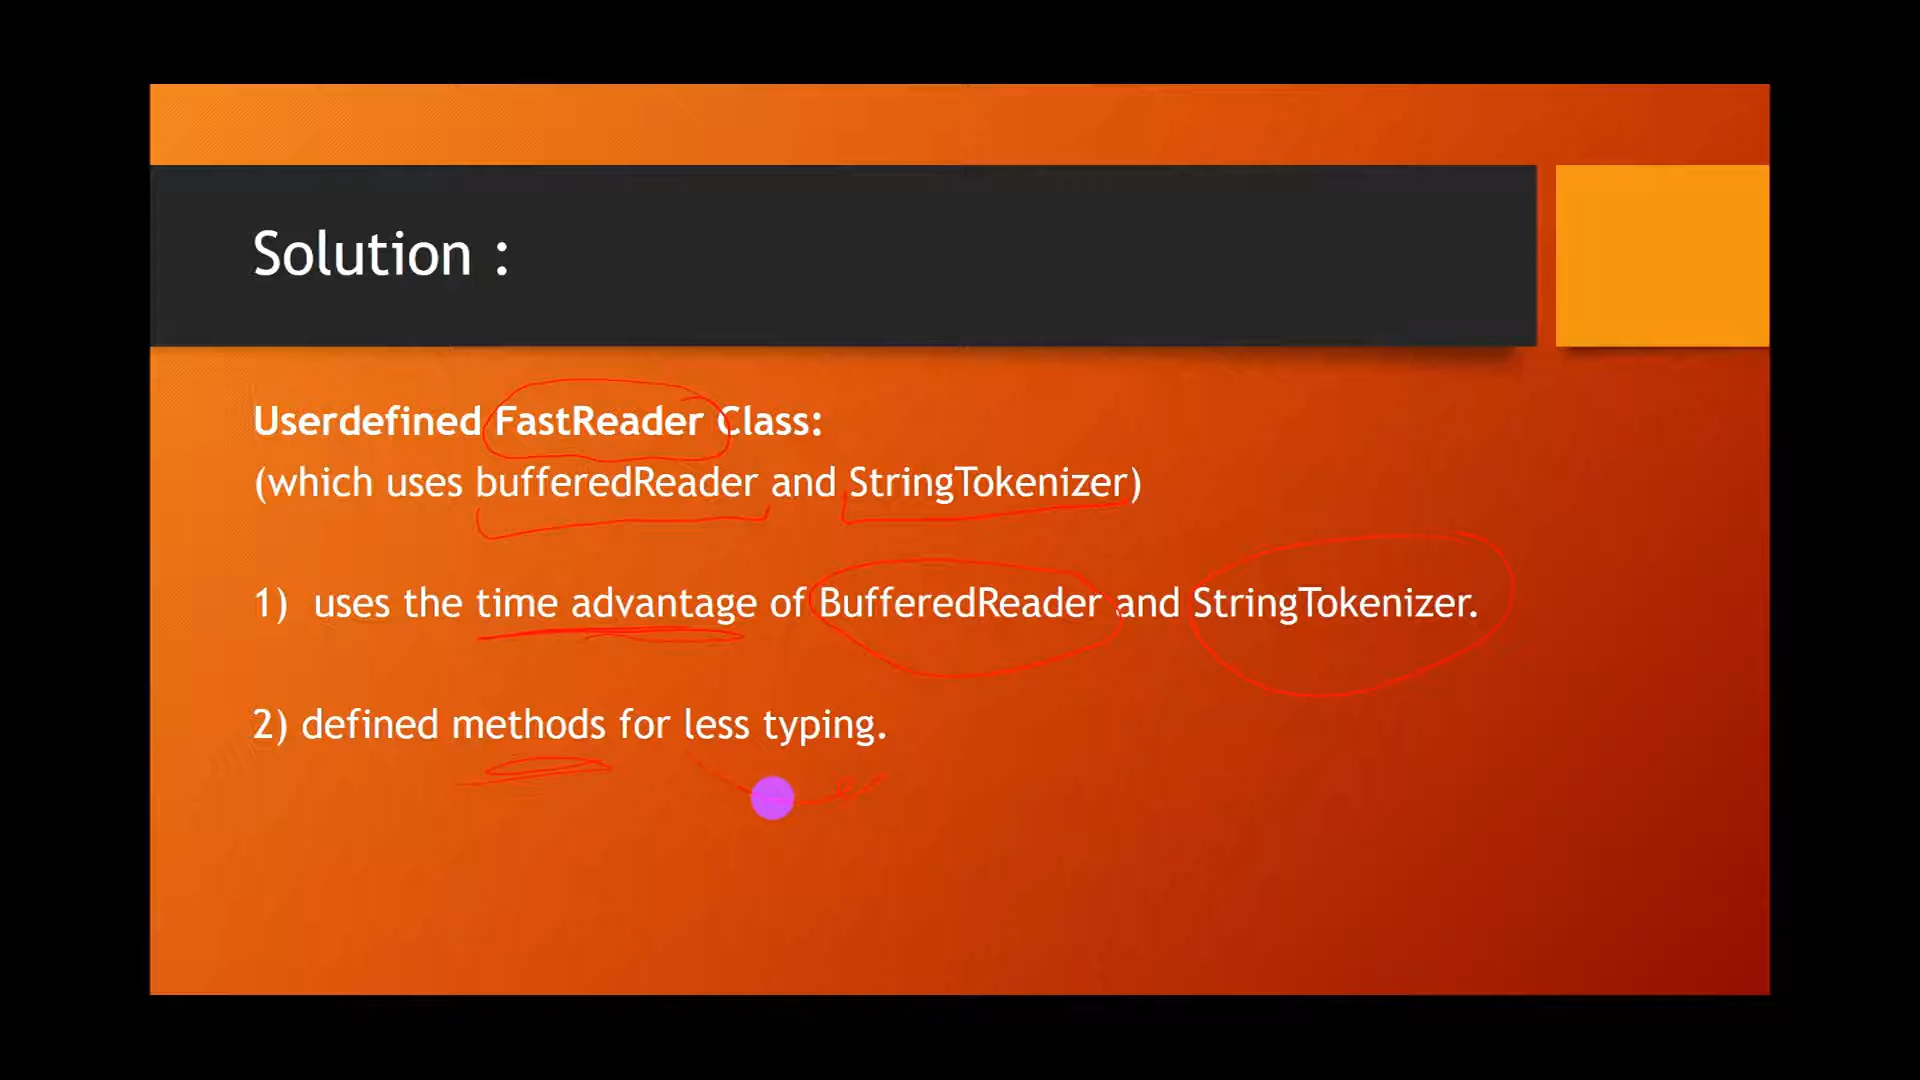 Solution :
Userdefined FastReader Class:
(which uses bufferedReader and StringTokenizer)
1) uses the time advantage of BufferedReader and StringTokenizer.
2) defined methods for less typing.